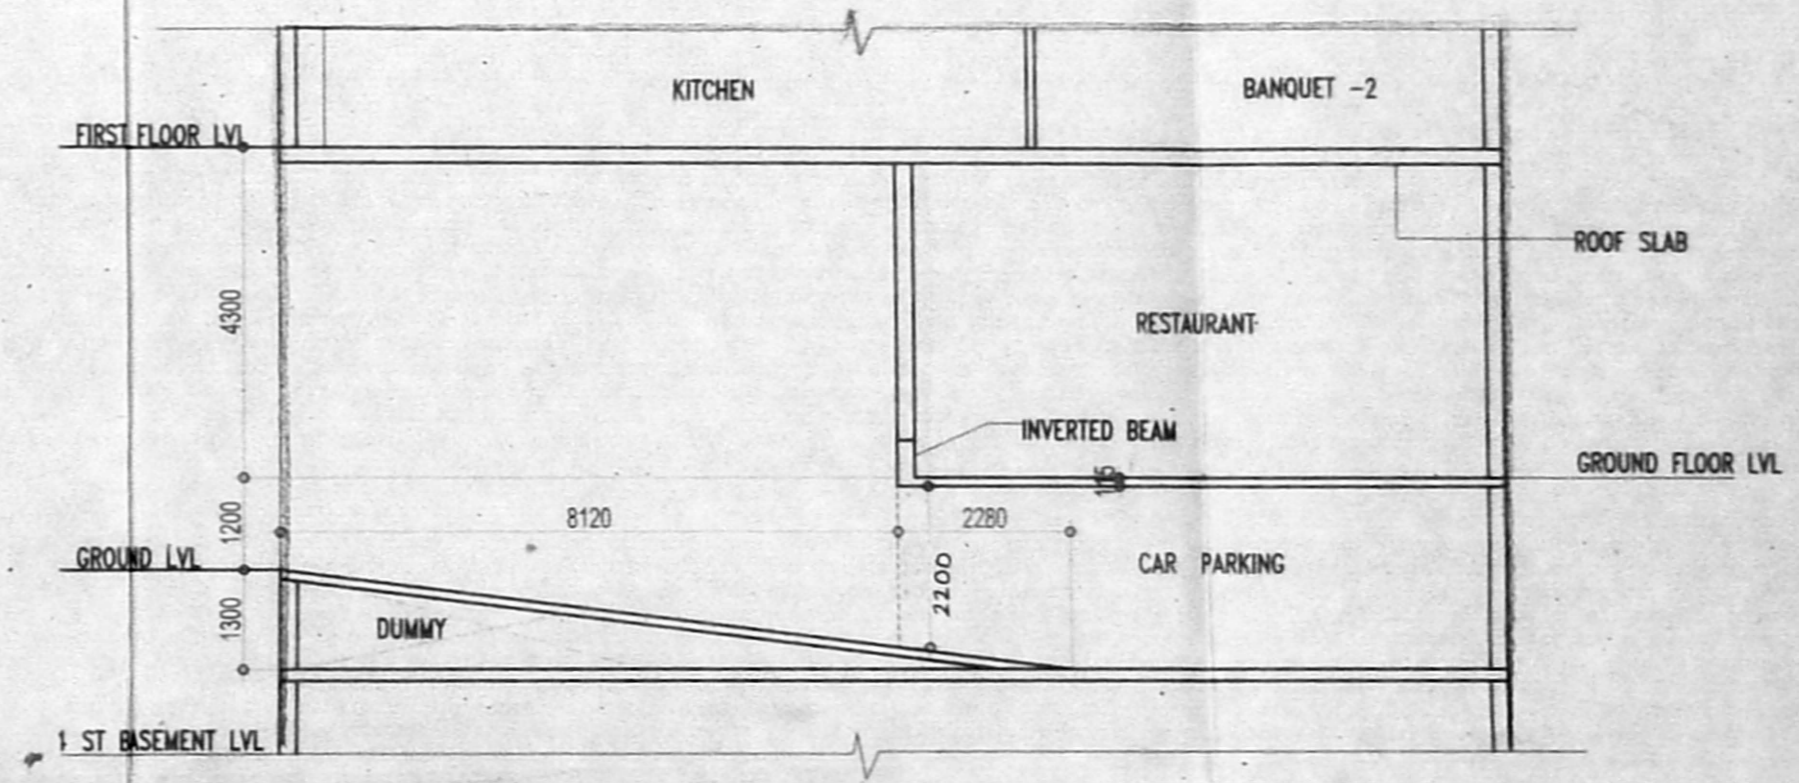 KITCHEN
BANQUET -2
FIRST FLOOR LVL
ROOF SLAB
4300
RESTAURANT
INVERTED BEAM
GROUND FLOOR LVL
1200
8120
2280
GROUND LVL
2200
CAR PARKING
1300
DUMMY
1 ST BASEMENT LVL